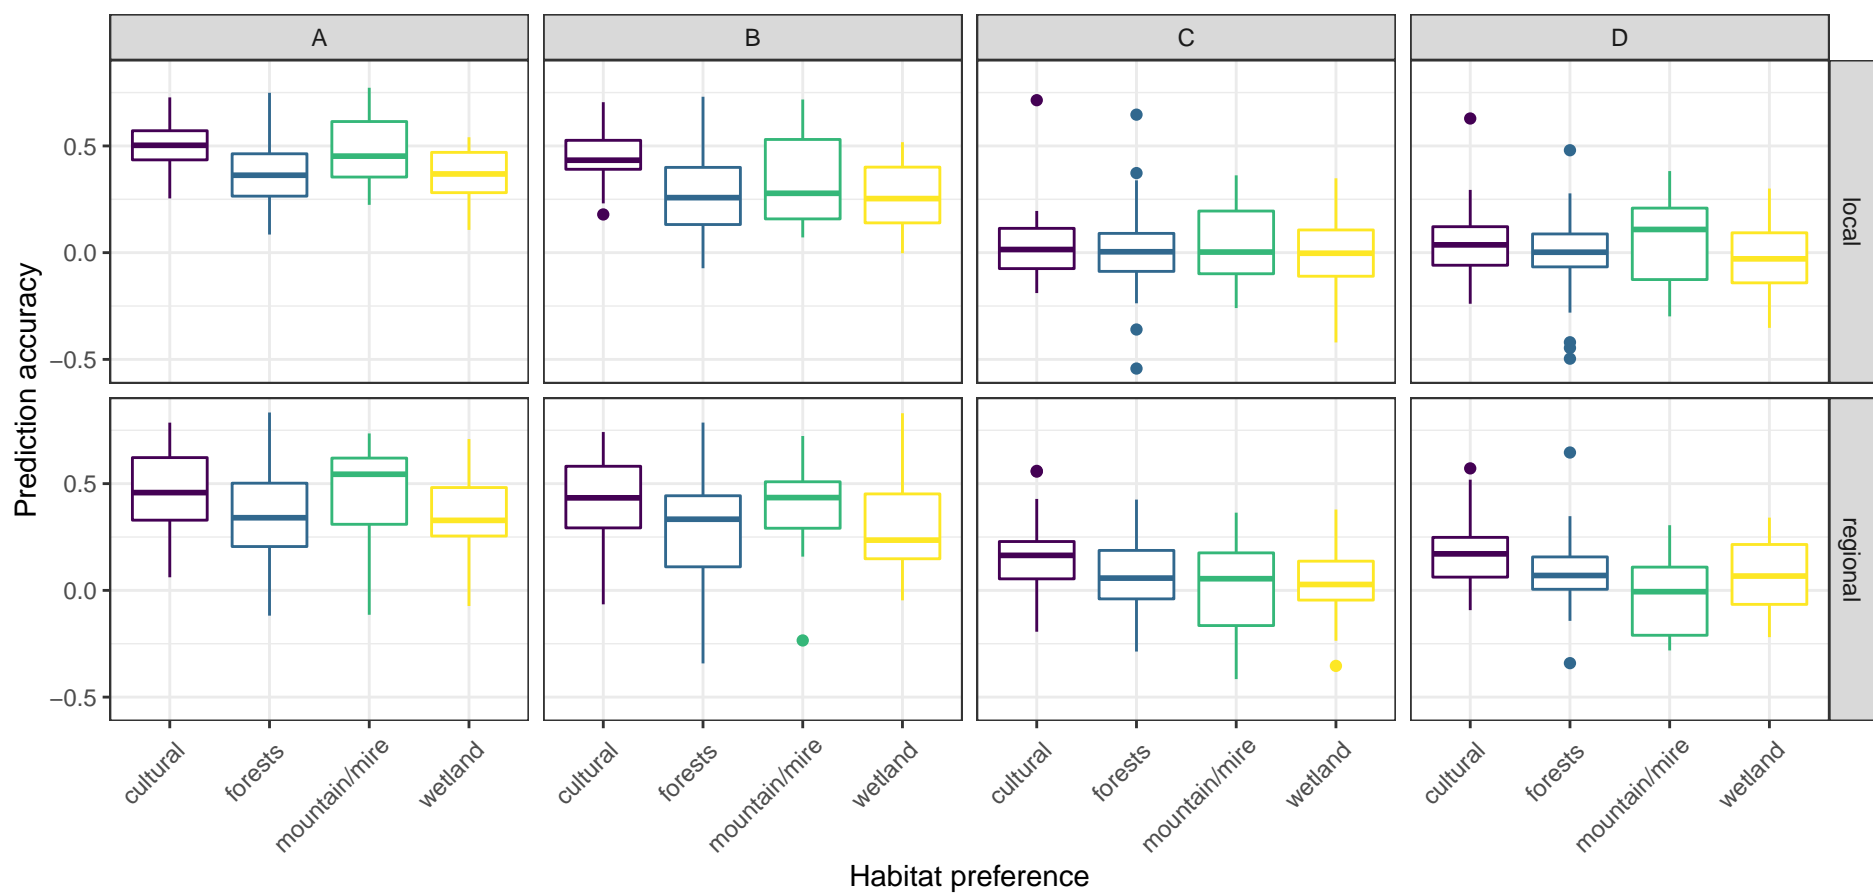 A B C D
Prediction accuracy
0.5
0.0
−0.5
local
0.5
0.0
−0.5
regional
cultural forests mountain/mire wetland cultural forests mountain/mire wetland cultural forests mountain/mire wetland cultural forests mountain/mire wetland
Habitat preference